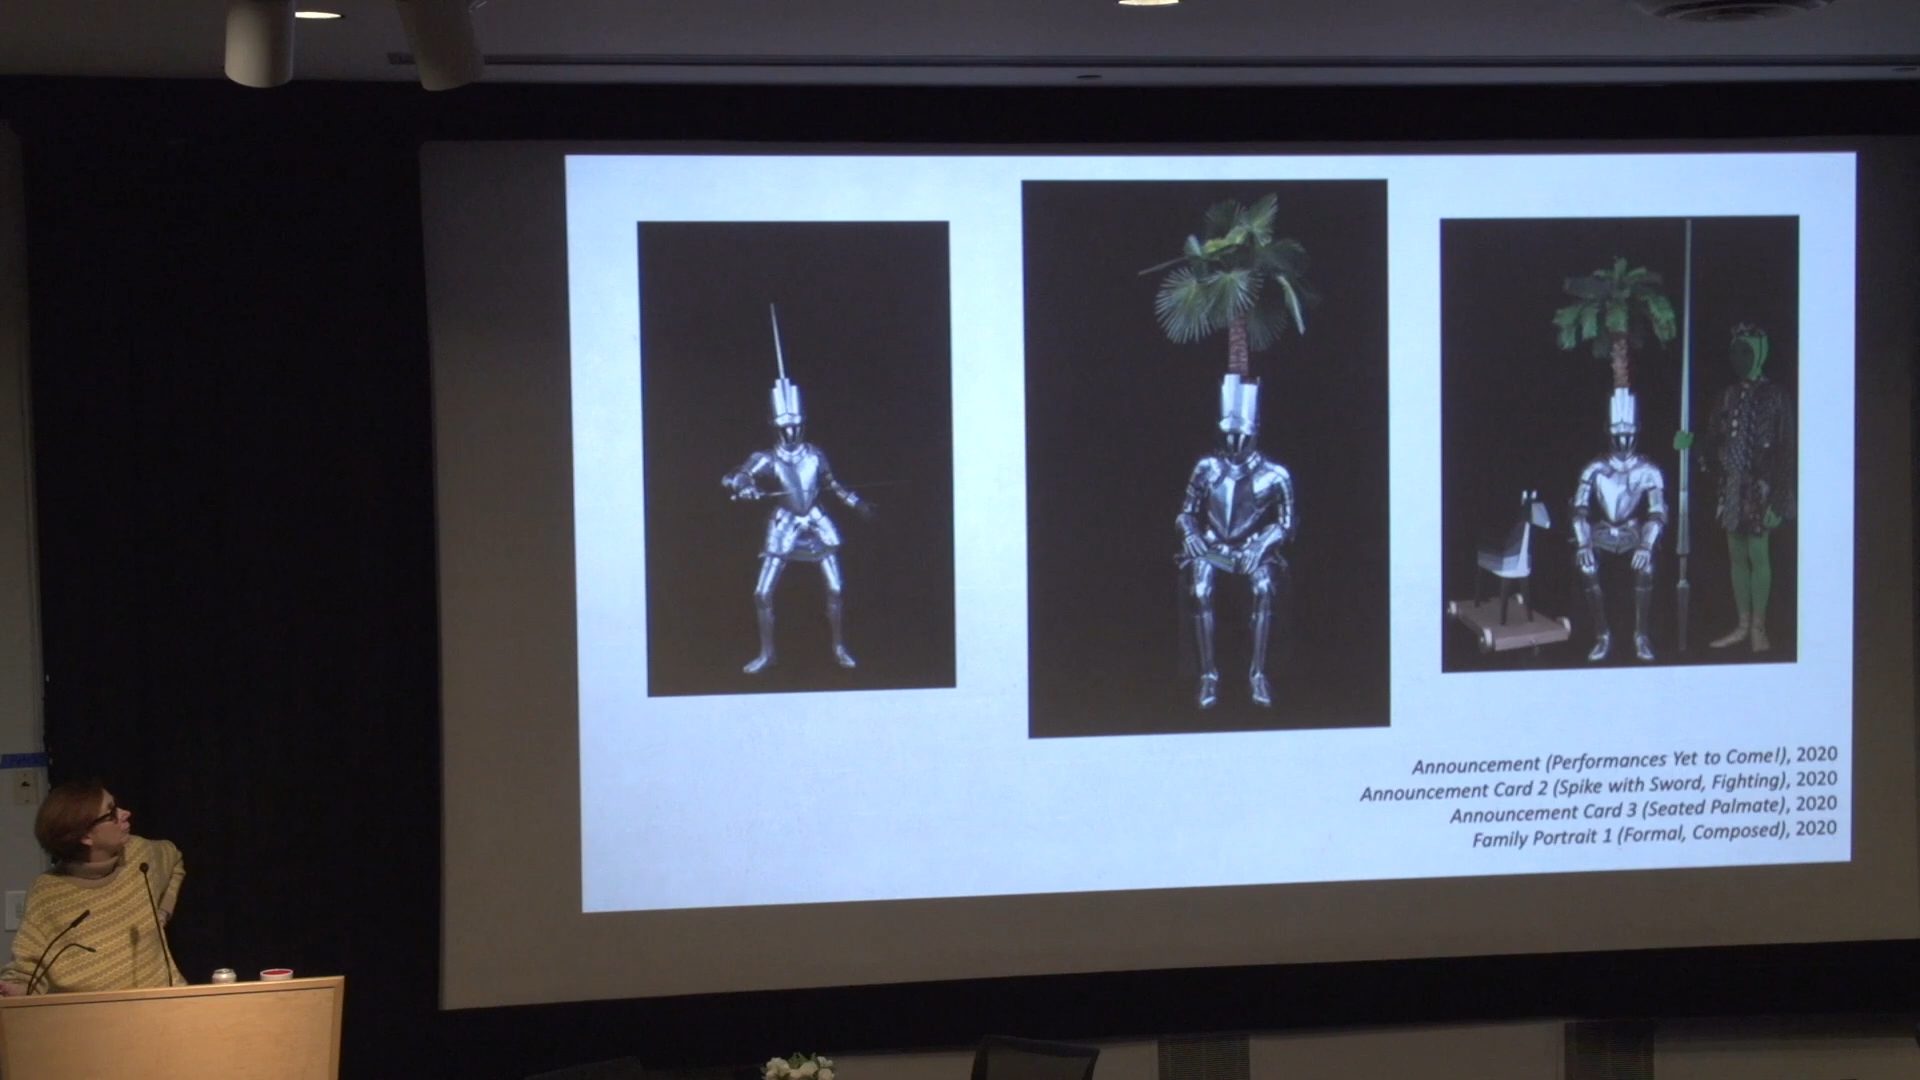 Announcement (Performances Yet to Come!), 2020
Announcement Card 2 (Spike with Sword, Fighting), 2020
Announcement Card 3 (Seated Palmate), 2020
Family Portrait 1 (Formal, Composed), 2020